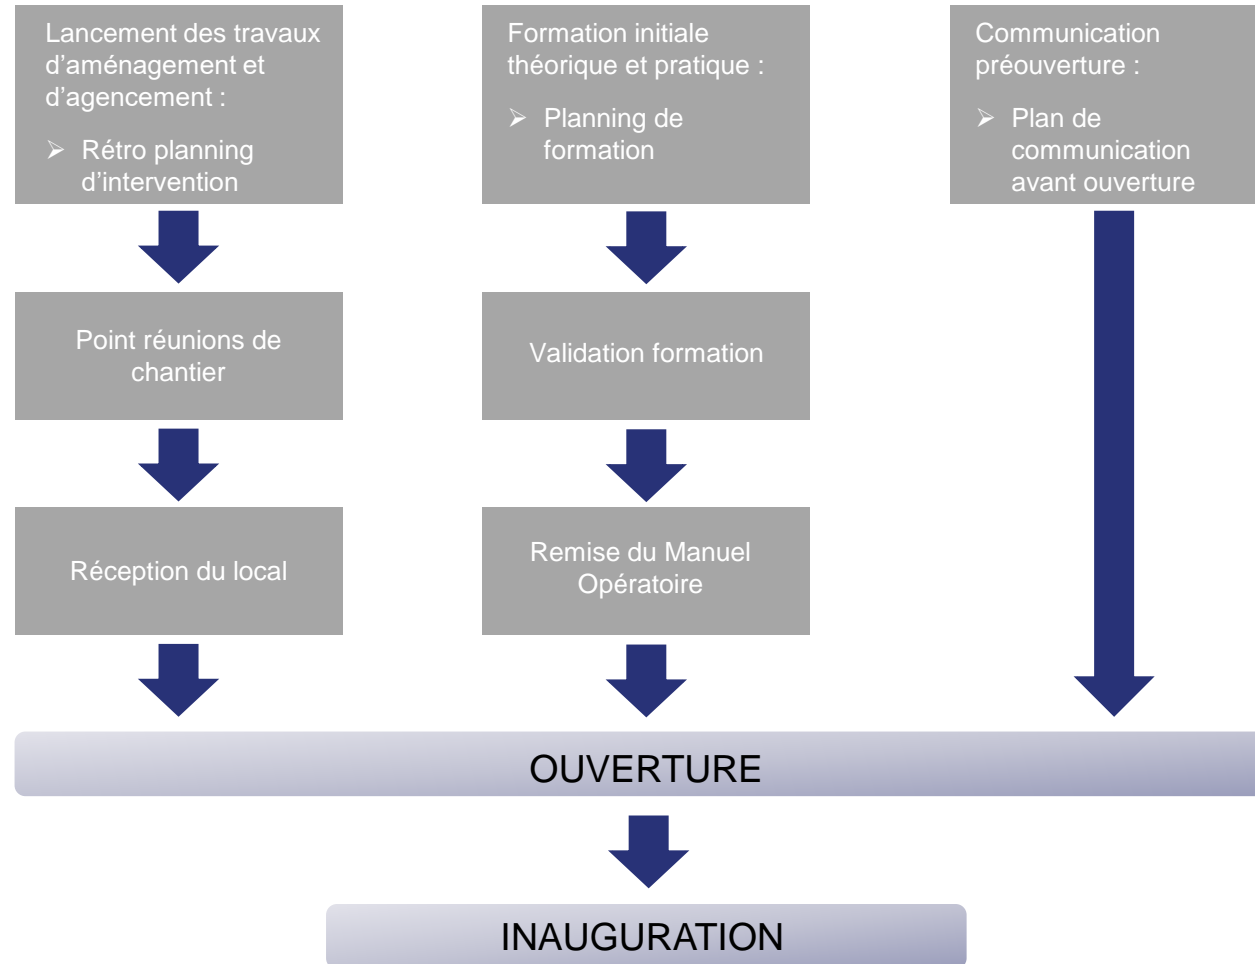 Lancement des travaux
d’aménagement et
d’agencement :
➢ Rétro planning
d’intervention
Formation initiale
théorique et pratique :
➢ Planning de
formation
Communication
préouverture :
➢ Plan de
communication
avant ouverture
Point réunions de
chantier
Validation formation
Réception du local
Remise du Manuel
Opératoire
OUVERTURE
INAUGURATION